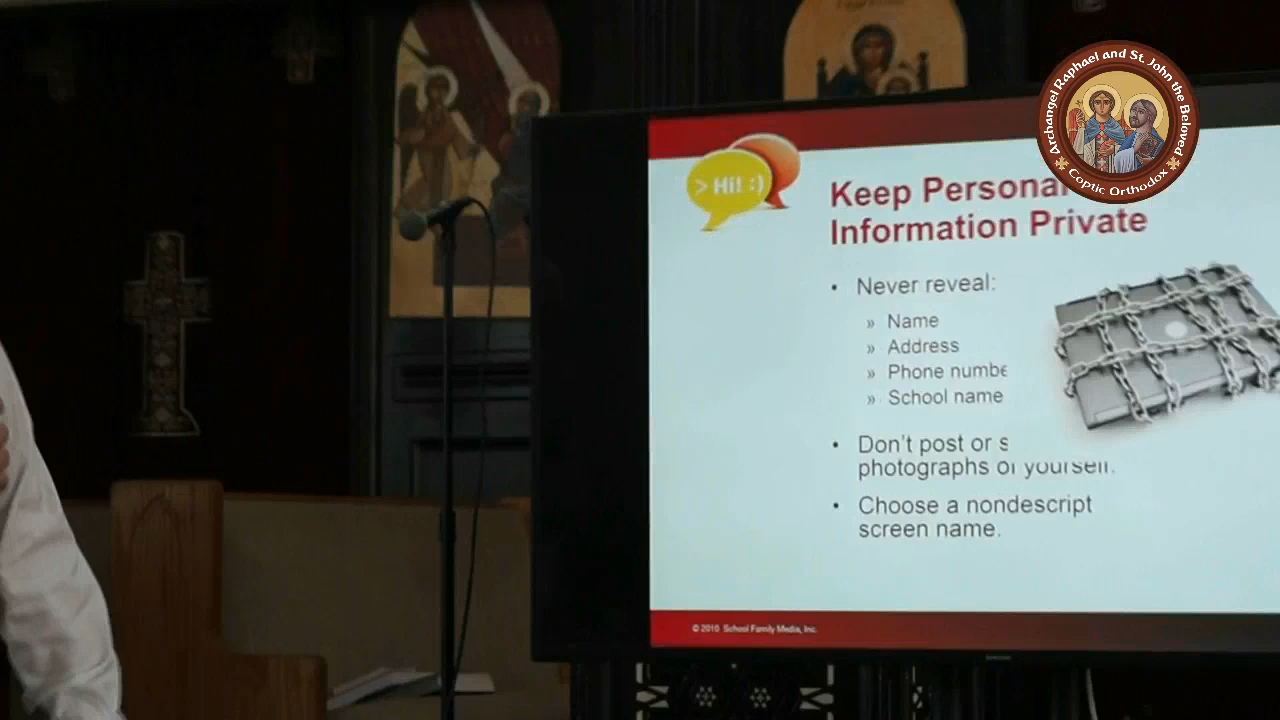 Archangel Raphael and St. John the Beloved
Coptic Orthodox
> Hi! :)
Keep Personal
Information Private
• Never reveal:
» Name
» Address
» Phone numbe
» School name
• Don't post or s
photographs of yourself.
• Choose a nondescript
screen name.
© 2010 School Family Media, Inc.